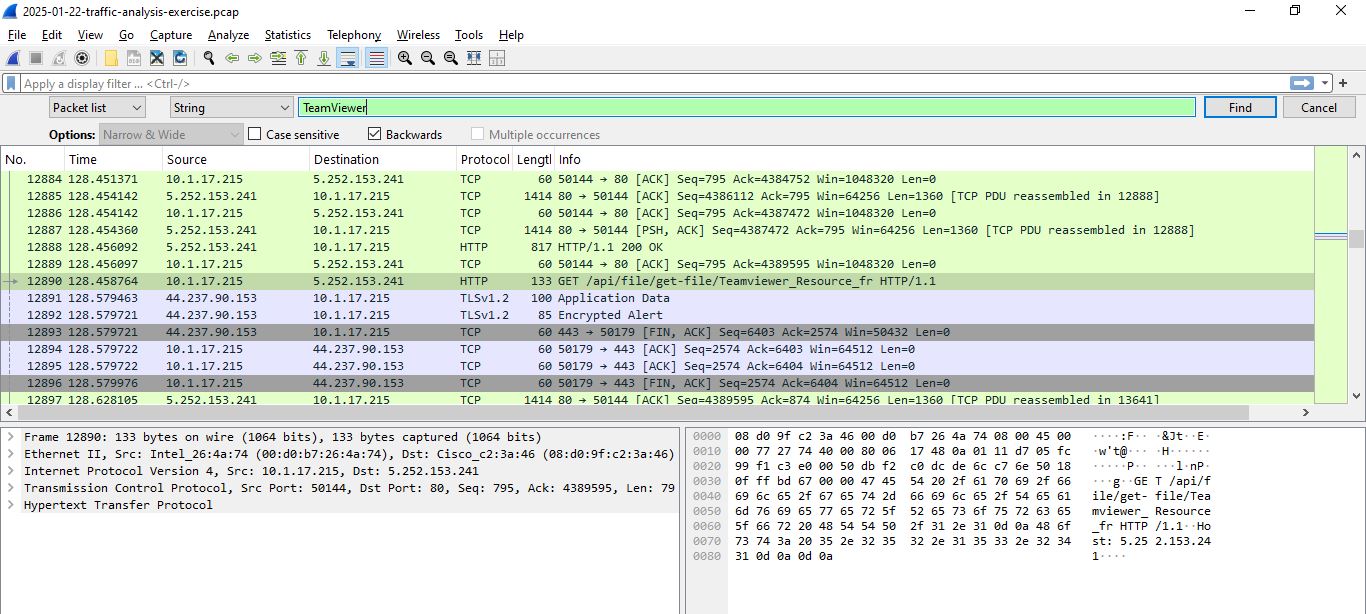 2025-01-22-traffic-analysis-exercise.pcap
File Edit View Go Capture Analyze Statistics Telephony Wireless Tools Help
Apply a display filter ... <Ctrl-/>
Packet list String TeamViewer Find Cancel
Options: Narrow & Wide Case sensitive Backwards Multiple occurrences
No. Time Source Destination Protocol Lengtl Info
12884 128.451371 10.1.17.215 5.252.153.241 TCP 60 50144 → 80 [ACK] Seq=795 Ack=4384752 Win=1048320 Len=0
12885 128.454142 5.252.153.241 10.1.17.215 TCP 1414 80 → 50144 [ACK] Seq=4386112 Ack=795 Win=64256 Len=1360 [TCP PDU reassembled in 12888]
12886 128.454142 10.1.17.215 5.252.153.241 TCP 60 50144 → 80 [ACK] Seq=795 Ack=4387472 Win=1048320 Len=0
12887 128.454360 5.252.153.241 10.1.17.215 TCP 1414 80 → 50144 [PSH, ACK] Seq=4387472 Ack=795 Win=64256 Len=1360 [TCP PDU reassembled in 12888]
12888 128.456092 5.252.153.241 10.1.17.215 HTTP 817 HTTP/1.1 200 OK
12889 128.456097 10.1.17.215 5.252.153.241 TCP 60 50144 → 80 [ACK] Seq=795 Ack=4389595 Win=1048320 Len=0
12890 128.458764 10.1.17.215 5.252.153.241 HTTP 133 GET /api/file/get-file/Teamviewer_Resource_fr HTTP/1.1
12891 128.579463 44.237.90.153 10.1.17.215 TLSv1.2 100 Application Data
12892 128.579721 44.237.90.153 10.1.17.215 TLSv1.2 85 Encrypted Alert
12893 128.579721 44.237.90.153 10.1.17.215 TCP 60 443 → 50179 [FIN, ACK] Seq=6403 Ack=2574 Win=50432 Len=0
12894 128.579722 10.1.17.215 44.237.90.153 TCP 60 50179 → 443 [ACK] Seq=2574 Ack=6403 Win=64512 Len=0
12895 128.579722 10.1.17.215 44.237.90.153 TCP 60 50179 → 443 [ACK] Seq=2574 Ack=6404 Win=64512 Len=0
12896 128.579976 10.1.17.215 44.237.90.153 TCP 60 50179 → 443 [FIN, ACK] Seq=2574 Ack=6404 Win=64512 Len=0
12897 128.628105 5.252.153.241 10.1.17.215 TCP 1414 80 → 50144 [ACK] Seq=4389595 Ack=874 Win=64256 Len=1360 [TCP PDU reassembled in 13641]
Frame 12890: 133 bytes on wire (1064 bits), 133 bytes captured (1064 bits)
Ethernet II, Src: Intel_26:4a:74 (00:d0:b7:26:4a:74), Dst: Cisco_c2:3a:46 (08:d0:9f:c2:3a:46)
Internet Protocol Version 4, Src: 10.1.17.215, Dst: 5.252.153.241
Transmission Control Protocol, Src Port: 50144, Dst Port: 80, Seq: 795, Ack: 4389595, Len: 79
Hypertext Transfer Protocol
0000 08 d0 9f c2 3a 46 00 d0 b7 26 4a 74 08 00 45 00 ····:F·· ·&Jt··E·
0010 00 77 27 74 40 00 80 06 17 48 0a 01 11 d7 05 fc ·w't@··· ·H······
0020 99 f1 c3 e0 00 50 db f2 c0 dc de 6c c7 6e 50 18 ·····P·· ···l·nP·
0030 0f ff bd 67 00 00 47 45 54 20 2f 61 70 69 2f 66 ···g··GE T /api/f
0040 69 6c 65 2f 67 65 74 2d 66 69 6c 65 2f 54 65 61 ile/get- file/Tea
0050 6d 76 69 65 77 65 72 5f 52 65 73 6f 75 72 63 65 mviewer_ Resource
0060 5f 66 72 20 48 54 54 50 2f 31 2e 31 0d 0a 48 6f _fr HTTP /1.1··Ho
0070 73 74 3a 20 35 2e 32 35 32 2e 31 35 33 2e 32 34 st: 5.25 2.153.24
0080 31 0d 0a 0d 0a 1····